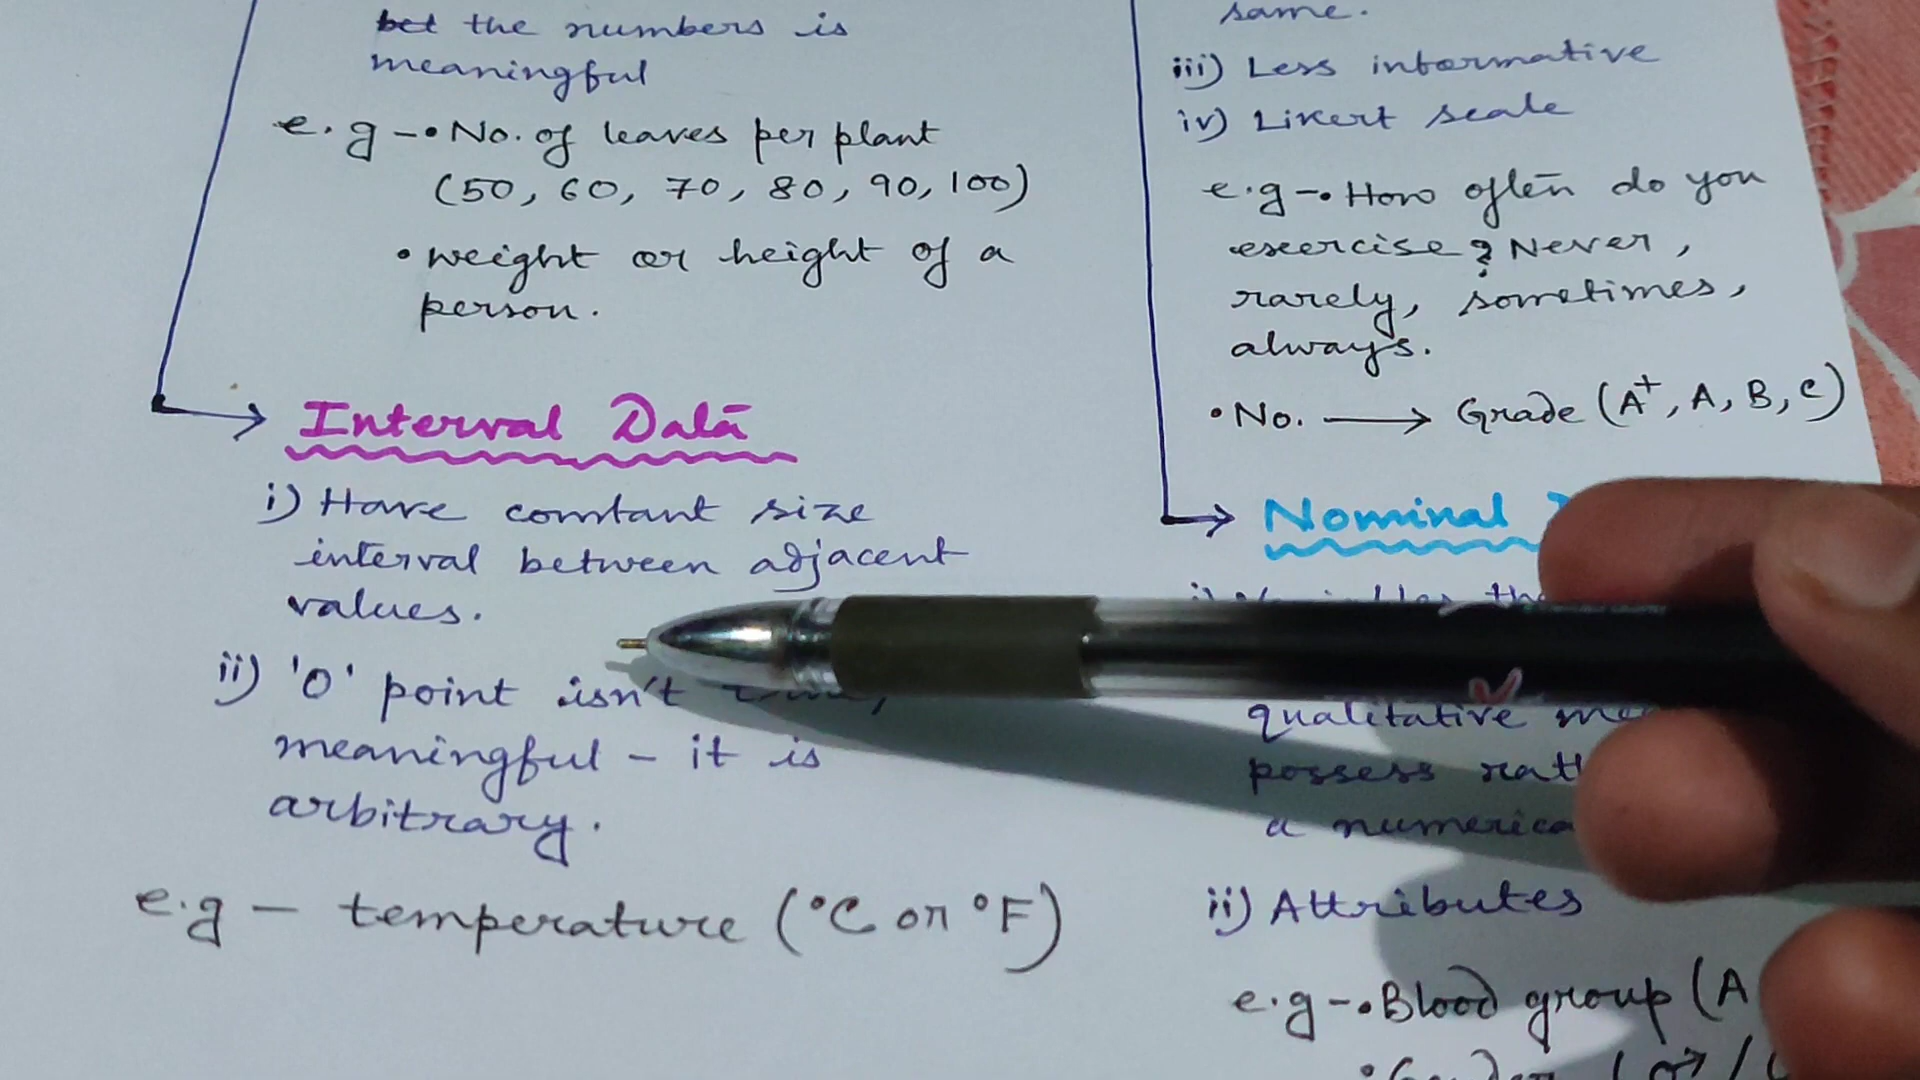 bet the numbers is
meaningful
e.g -• No. of leaves per plant
(50, 60, 70, 80, 90, 100)
• weight or height of a
person.
Interval Data
i) Have constant size
interval between adjacent
values.
ii) 'O' point isn't
meaningful - it is
arbitrary.
e.g - temperature (°C or °F)
same.
iii) Less informative
iv) Likert scale
e.g -• How often do you
exercise? Never,
rarely, sometimes,
always.
• No. → Grade (A+, A, B, C)
Nominal
qualitative
possess
a
ii) Attributes
e.g -• Blood group (A